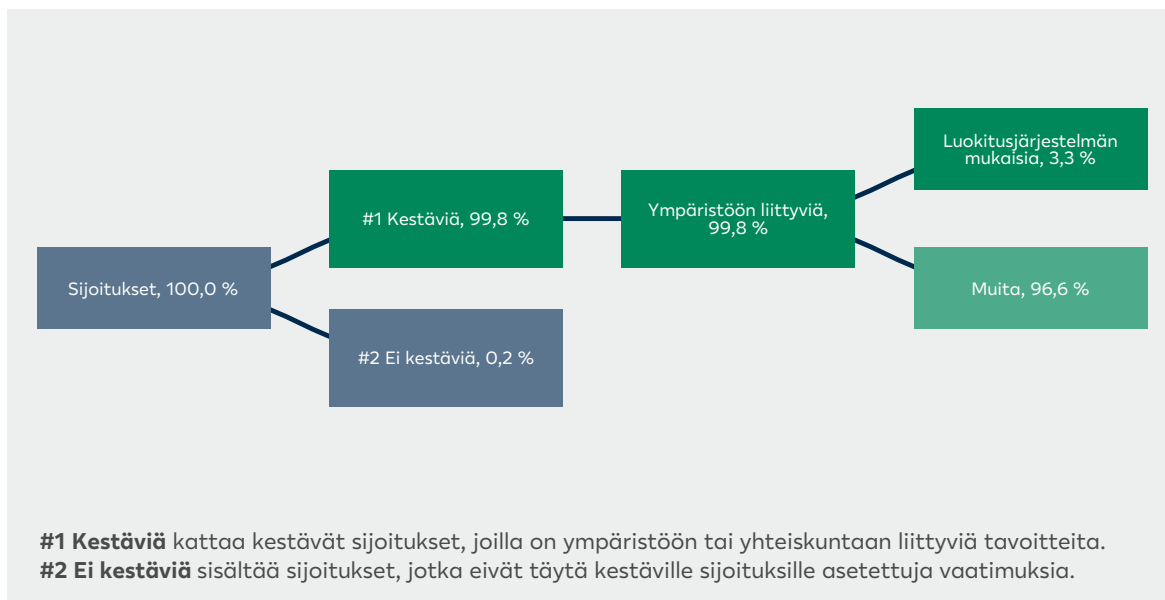 Luokitusjärjestelmän
mukaisia, 3,3 %
#1 Kestäviä, 99,8 %
Ympäristöön liittyviä,
99,8 %
Sijoitukset, 100,0 %
Muita, 96,6 %
#2 Ei kestäviä, 0,2 %
#1 Kestäviä kattaa kestävät sijoitukset, joilla on ympäristöön tai yhteiskuntaan liittyviä tavoitteita.
#2 Ei kestäviä sisältää sijoitukset, jotka eivät täytä kestäville sijoituksille asetettuja vaatimuksia.